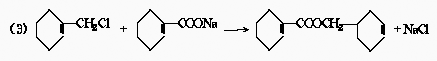 (3) CH₂Cl + COONa → COOCH₂ + NaCl